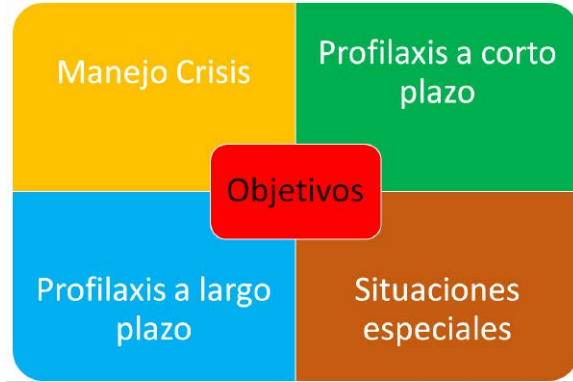 Manejo Crisis
Profilaxis a corto
plazo
Objetivos
Profilaxis a largo
plazo
Situaciones
especiales